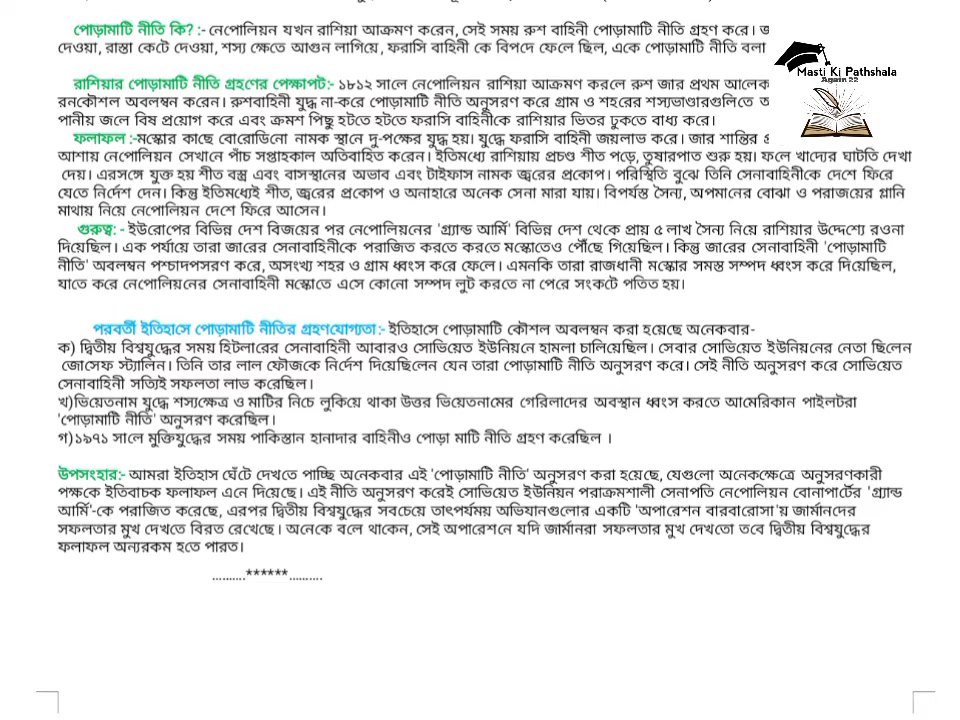 পোড়ামাটি নীতি কি? :- নেপোলিয়ন যখন রাশিয়া আক্রমণ করেন, সেই সময় রুশ বাহিনী পোড়ামাটি নীতি গ্রহণ করে।
দেওয়া, রাস্তা কেটে দেওয়া, শস্য ক্ষেতে আগুন লাগিয়ে, ফরাসি বাহিনী কে বিপদে ফেলে ছিল, একে পোড়ামাটি নীতি বলা
Masti Ki Pathshala
রাশিয়ার পোড়ামাটি নীতি গ্রহণের পেক্ষাপট:- ১৮১২ সালে নেপোলিয়ন রাশিয়া আক্রমণ করলে রুশ জার প্রথম আলেক
রনকৌশল অবলম্বন করেন। রুশবাহিনী যুদ্ধ না-করে পোড়ামাটি নীতি অনুসরণ করে গ্রাম ও শহরের শস্যভাণ্ডারগুলিতে
পানীয় জলে বিষ প্রয়োগ করে এবং ক্রমশ পিছু হটতে হটতে ফরাসি বাহিনীকে রাশিয়ার ভিতর ঢুকতে বাধ্য করে।
ফলাফল :-মস্কোর কাছে বোরোডিনো নামক স্থানে দু-পক্ষের যুদ্ধ হয়। যুদ্ধে ফরাসি বাহিনী জয়লাভ করে। জার শান্তির
আশায় নেপোলিয়ন সেখানে পাঁচ সপ্তাহকাল অতিবাহিত করেন। ইতিমধ্যে রাশিয়ায় প্রচণ্ড শীত পড়ে, তুষারপাত শুরু হয়। ফলে খাদ্যের ঘাটতি দেখা
দেয়। এরসঙ্গে যুক্ত হয় শীত বস্ত্র এবং বাসস্থানের অভাব এবং টাইফাস নামক জ্বরের প্রকোপ। পরিস্থিতি বুঝে তিনি সেনাবাহিনীকে দেশে ফিরে
যেতে নির্দেশ দেন। কিন্তু ইতিমধ্যেই শীত, জ্বরের প্রকোপ ও অনাহারে অনেক সেনা মারা যায়। বিপর্যস্ত সৈন্য, অপমানের বোঝা ও পরাজয়ের গ্লানি
মাথায় নিয়ে নেপোলিয়ন দেশে ফিরে আসেন।
গুরুত্ব: - ইউরোপের বিভিন্ন দেশ বিজয়ের পর নেপোলিয়নের 'গ্র্যান্ড আর্মি' বিভিন্ন দেশ থেকে প্রায় ৫ লাখ সৈন্য নিয়ে রাশিয়ার উদ্দেশ্যে রওনা
দিয়েছিল। এক পর্যায়ে তারা জারের সেনাবাহিনীকে পরাজিত করতে করতে মস্কোতেও পৌঁছে গিয়েছিল। কিন্তু জারের সেনাবাহিনী 'পোড়ামাটি
নীতি' অবলম্বন পশ্চাদপসরণ করে, অসংখ্য শহর ও গ্রাম ধ্বংস করে ফেলে। এমনকি তারা রাজধানী মস্কোর সমস্ত সম্পদ ধ্বংস করে দিয়েছিল,
যাতে করে নেপোলিয়নের সেনাবাহিনী মস্কোতে এসে কোনো সম্পদ লুট করতে না পেরে সংকটে পতিত হয়।
পরবর্তী ইতিহাসে পোড়ামাটি নীতির গ্রহণযোগ্যতা:- ইতিহাসে পোড়ামাটি কৌশল অবলম্বন করা হয়েছে অনেকবার-
ক) দ্বিতীয় বিশ্বযুদ্ধের সময় হিটলারের সেনাবাহিনী আবারও সোভিয়েত ইউনিয়নে হামলা চালিয়েছিল। সেবার সোভিয়েত ইউনিয়নের নেতা ছিলেন
জোসেফ স্ট্যালিন। তিনি তার লাল ফৌজকে নির্দেশ দিয়েছিলেন যেন তারা পোড়ামাটি নীতি অনুসরণ করে। সেই নীতি অনুসরণ করে সোভিয়েত
সেনাবাহিনী সত্যিই সফলতা লাভ করেছিল।
খ)ভিয়েতনাম যুদ্ধে শস্যক্ষেত্র ও মাটির নিচে লুকিয়ে থাকা উত্তর ভিয়েতনামের গেরিলাদের অবস্থান ধ্বংস করতে আমেরিকান পাইলটরা
'পোড়ামাটি নীতি' অনুসরণ করেছিল।
গ)১৯৭১ সালে মুক্তিযুদ্ধের সময় পাকিস্তান হানাদার বাহিনীও পোড়া মাটি নীতি গ্রহণ করেছিল ।
উপসংহার:- আমরা ইতিহাস ঘেঁটে দেখতে পাচ্ছি অনেকবার এই 'পোড়ামাটি নীতি' অনুসরণ করা হয়েছে, যেগুলো অনেকক্ষেত্রে অনুসরণকারী
পক্ষকে ইতিবাচক ফলাফল এনে দিয়েছে। এই নীতি অনুসরণ করেই সোভিয়েত ইউনিয়ন পরাক্রমশালী সেনাপতি নেপোলিয়ন বোনাপার্টের 'গ্র্যান্ড
আর্মি'-কে পরাজিত করেছে, এরপর দ্বিতীয় বিশ্বযুদ্ধের সবচেয়ে তাৎপর্যময় অভিযানগুলোর একটি 'অপারেশন বারবারোসা'য় জার্মানদের
সফলতার মুখ দেখতে বিরত রেখেছে। অনেকে বলে থাকেন, সেই অপারেশনে যদি জার্মানরা সফলতার মুখ দেখতো তবে দ্বিতীয় বিশ্বযুদ্ধের
ফলাফল অন্যরকম হতে পারত।
..........******..........